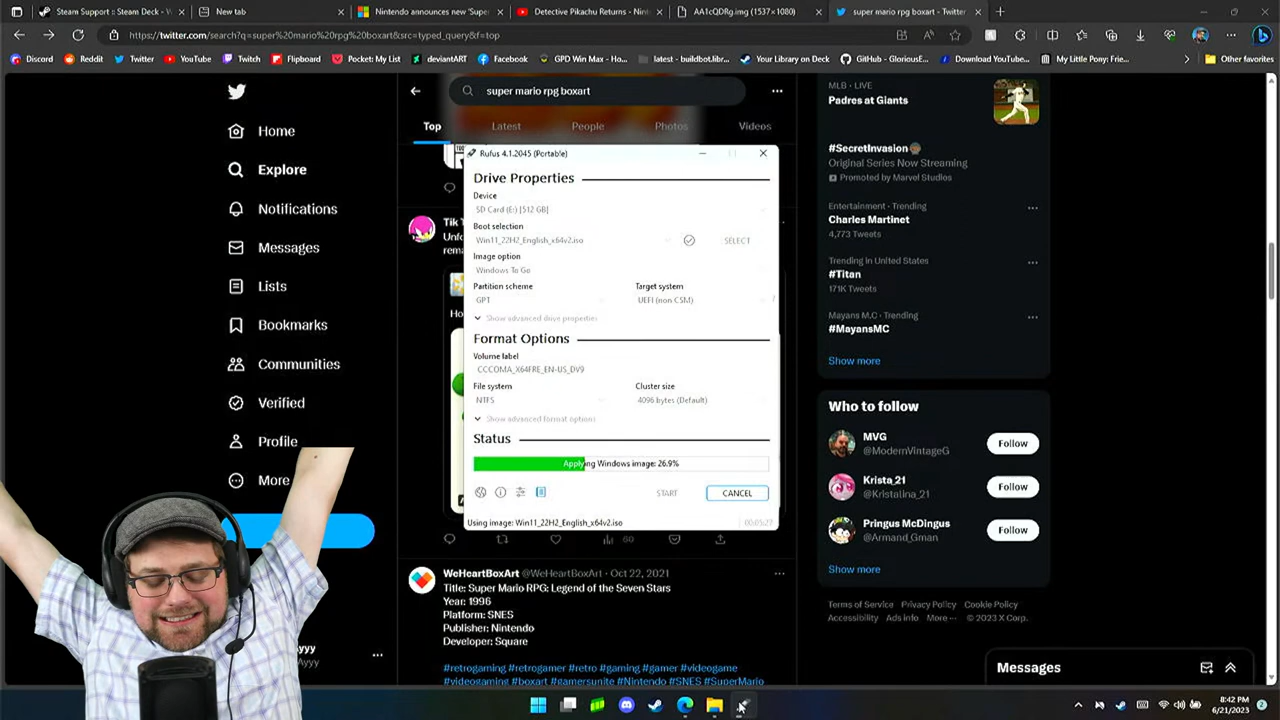 Steam Support :: Steam Deck - W
New tab
Nintendo announces new 'Super
Detective Pikachu Returns - Ninte
AA1cQDRg.img (1537×1080)
super mario rpg boxart - Twitter
https://twitter.com/search?q=super%20mario%20rpg%20boxart&src=typed_query&f=top
Discord
Reddit
Twitter
YouTube
Twitch
Flipboard
Pocket: My List
deviantART
Facebook
GPD Win Max - Ho...
latest - buildbot.libr...
Your Library on Deck
GitHub - GloriousE...
Download YouTube...
My Little Pony: Frie...
Other favorites
super mario rpg boxart
Top
Latest
People
Photos
Videos
Home
Explore
Notifications
Messages
Lists
Bookmarks
Communities
Verified
Profile
More
Rufus 4.1.2045 (Portable)
Drive Properties
Device
SD Card (E:) [512 GB]
Boot selection
Win11_22H2_English_x64v2.iso
SELECT
Image option
Windows To Go
Partition scheme
Target system
GPT
UEFI (non CSM)
Show advanced drive properties
Format Options
Volume label
CCCOMA_X64FRE_EN-US_DV9
File system
Cluster size
NTFS
4096 bytes (Default)
Show advanced format options
Status
Applying Windows image: 26.9%
START
CANCEL
Using image: Win11_22H2_English_x64v2.iso
00:05:27
60
WeHeartBoxArt @WeHeartBoxArt · Oct 22, 2021
Title: Super Mario RPG: Legend of the Seven Stars
Year: 1996
Platform: SNES
Publisher: Nintendo
Developer: Square
#retrogaming #retrogamer #retro #gaming #gamer #videogame
#videogaming #boxart #gamersunite #Nintendo #SNES #SuperMario
MLB · LIVE
Padres at Giants
#SecretInvasion
Original Series Now Streaming
Promoted by Marvel Studios
Entertainment · Trending
Charles Martinet
4,773 Tweets
Trending in United States
#Titan
171K Tweets
Mayans M.C · Trending
#MayansMC
Show more
Who to follow
MVG
@ModernVintageG
Follow
Krista_21
@Kristalina_21
Follow
Pringus McDingus
@Armand_Gman
Follow
Show more
Terms of Service Privacy Policy Cookie Policy
Accessibility Ads info More ··· © 2023 X Corp.
Messages
8:42 PM
6/21/2023